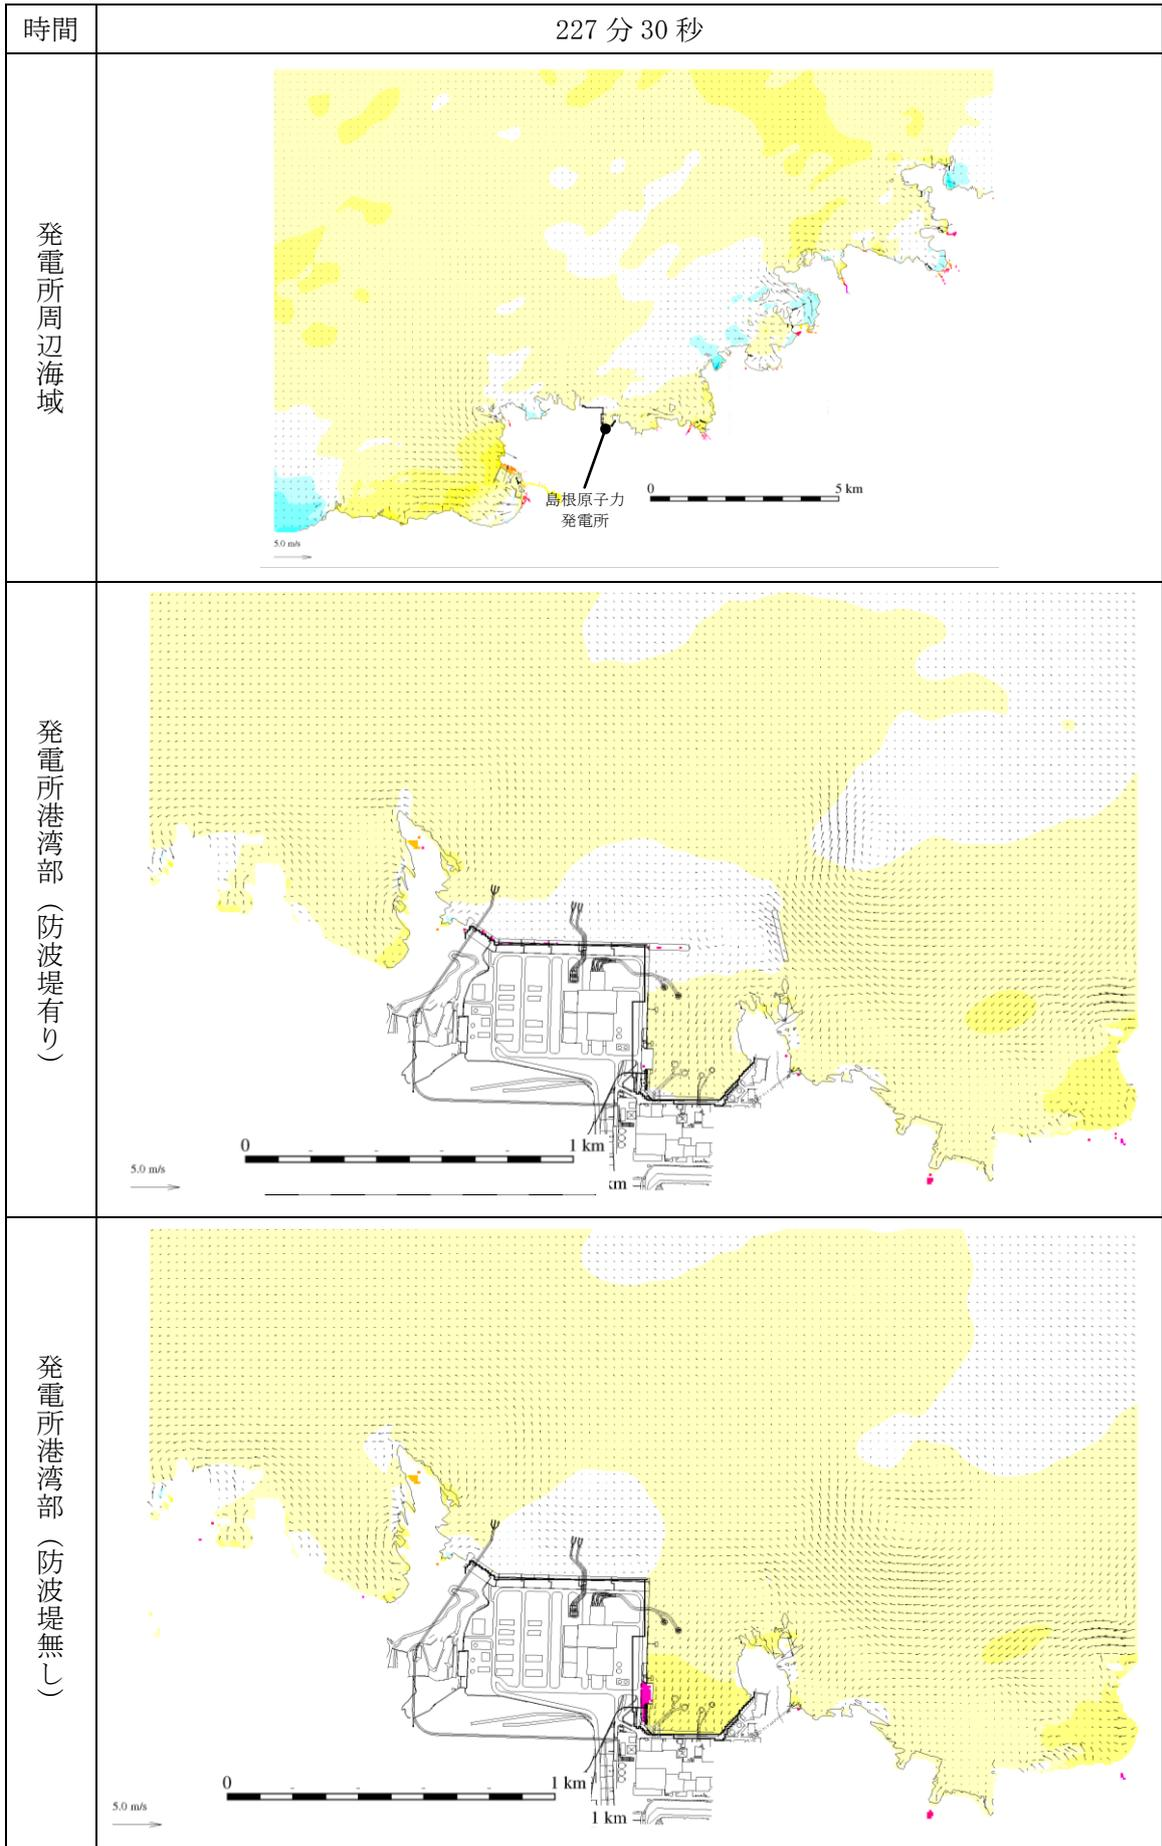 時間
227 分 30 秒
発電所周辺海域
島根原子力
発電所
0
5 km
5.0 m/s
発電所港湾部（防波堤有り）
0
1 km
5.0 m/s
km
発電所港湾部（防波堤無し）
0
1 km
5.0 m/s
1 km